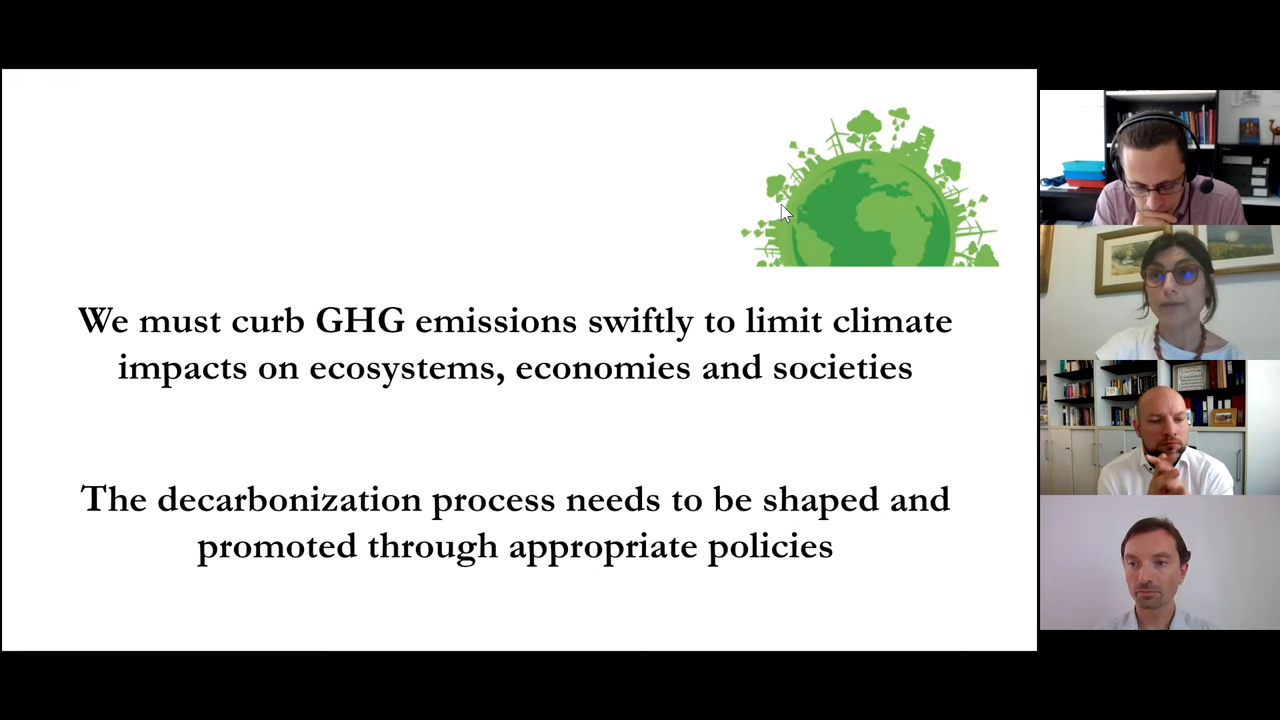 We must curb GHG emissions swiftly to limit climate
impacts on ecosystems, economies and societies
The decarbonization process needs to be shaped and
promoted through appropriate policies